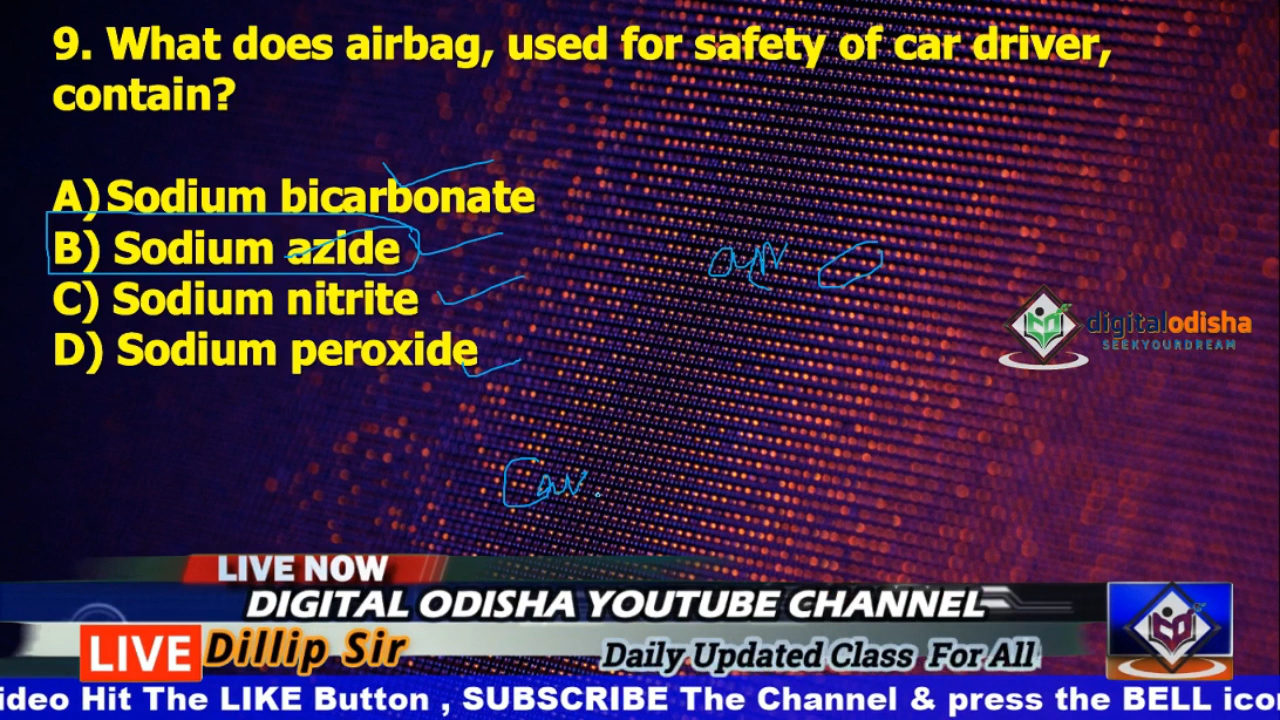 9. What does airbag, used for safety of car driver,
contain?
A) Sodium bicarbonate
B) Sodium azide
C) Sodium nitrite
D) Sodium peroxide
digitalodisha
SEEKYOURDREAM
Car.
LIVE NOW
DIGITAL ODISHA YOUTUBE CHANNEL
LIVE Dillip Sir
Daily Updated Class For All
ideo Hit The LIKE Button , SUBSCRIBE The Channel & press the BELL ico